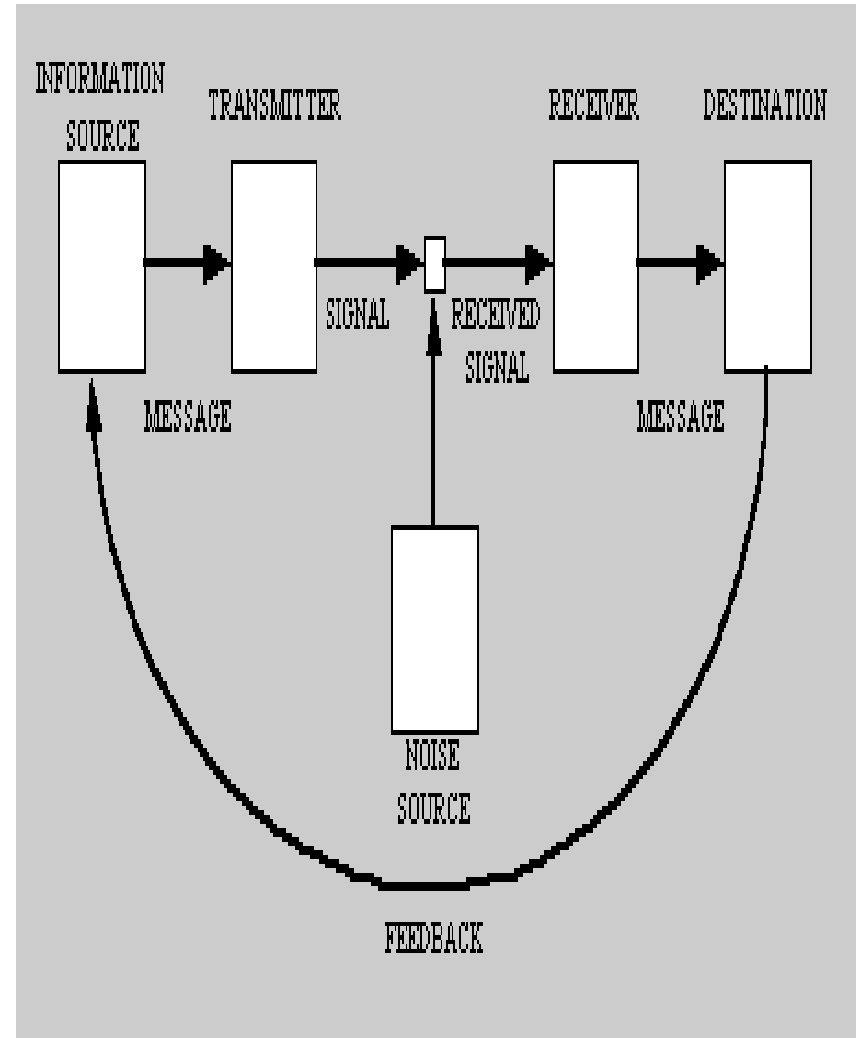 INFORMATION
SOURCE
TRANSMITTER
RECEIVER
DESTINATION
SIGNAL
RECEIVED
SIGNAL
MESSAGE
MESSAGE
NOISE
SOURCE
FEEDBACK